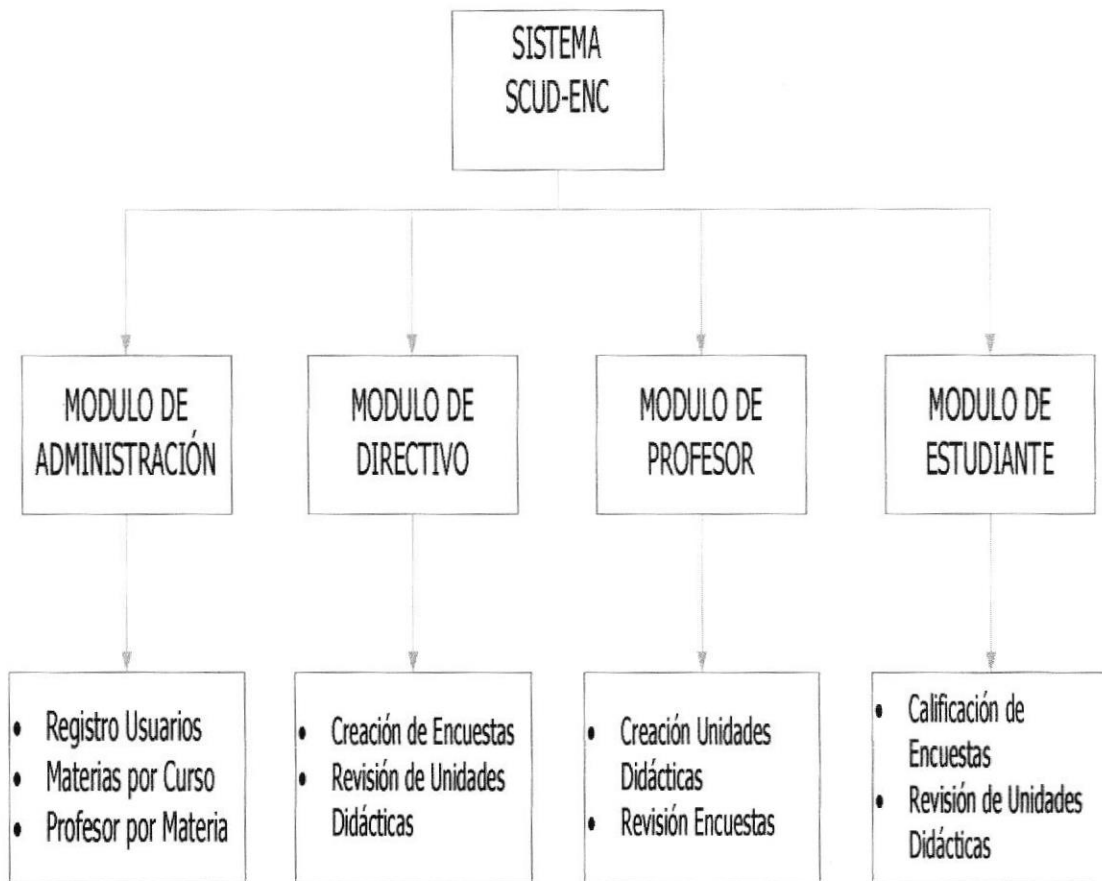 SISTEMA
SCUD-ENC
MODULO DE
ADMINISTRACIÓN
MODULO DE
DIRECTIVO
MODULO DE
PROFESOR
MODULO DE
ESTUDIANTE
• Registro Usuarios
• Materias por Curso
• Profesor por Materia
• Creación de Encuestas
• Revisión de Unidades
Didácticas
• Creación Unidades
Didácticas
• Revisión Encuestas
• Calificación de
Encuestas
• Revisión de Unidades
Didácticas